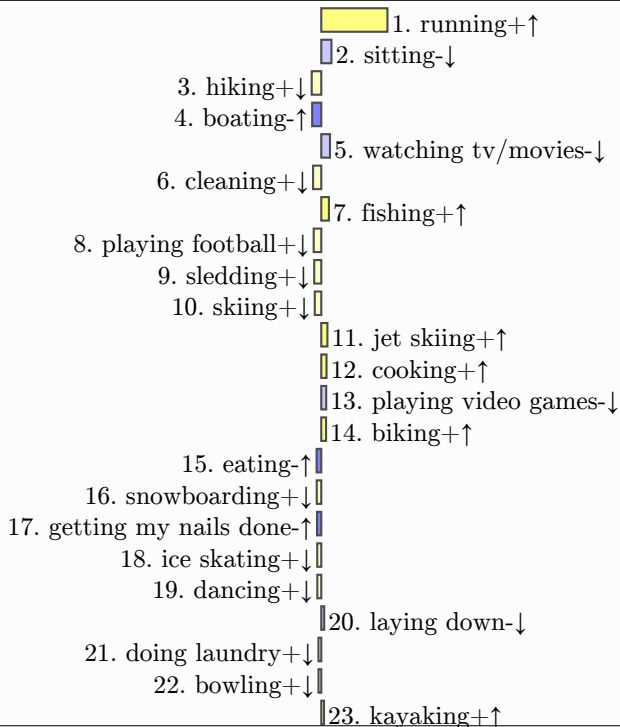 1. running+↑
2. sitting-↓
3. hiking+↓
4. boating-↑
5. watching tv/movies-↓
6. cleaning+↓
7. fishing+↑
8. playing football+↓
9. sledding+↓
10. skiing+↓
11. jet skiing+↑
12. cooking+↑
13. playing video games-↓
14. biking+↑
15. eating-↑
16. snowboarding+↓
17. getting my nails done-↑
18. ice skating+↓
19. dancing+↓
20. laying down-↓
21. doing laundry+↓
22. bowling+↓
23. kayaking+↑